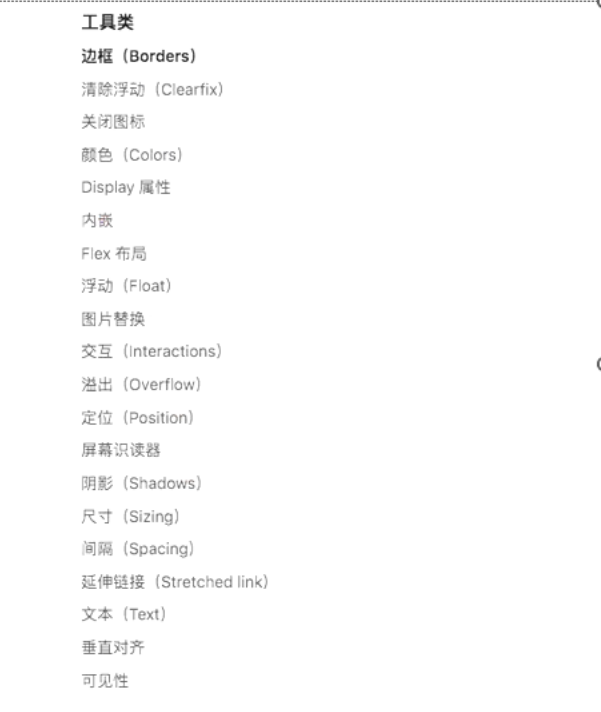 工具类
边框（Borders）
清除浮动（Clearfix）
关闭图标
颜色（Colors）
Display 属性
内嵌
Flex 布局
浮动（Float）
图片替换
交互（Interactions）
溢出（Overflow）
定位（Position）
屏幕识读器
阴影（Shadows）
尺寸（Sizing）
间隔（Spacing）
延伸链接（Stretched link）
文本（Text）
垂直对齐
可见性